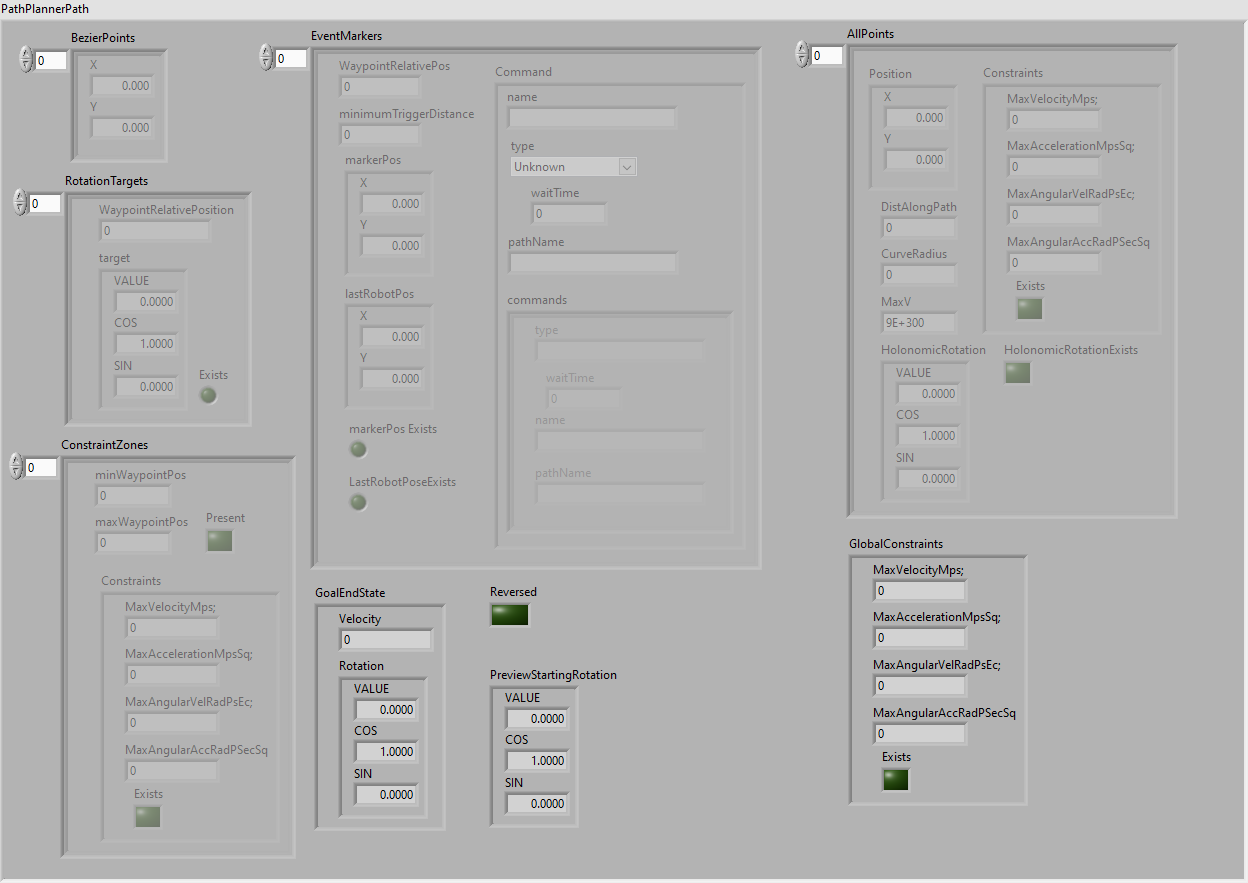 PathPlannerPath
BezierPoints
0
X
0.000
Y
0.000
RotationTargets
0
WaypointRelativePosition
0
target
VALUE
0.0000
COS
1.0000
SIN
0.0000
Exists
ConstraintZones
0
minWaypointPos
0
maxWaypointPos
0
Present
Constraints
MaxVelocityMps;
0
MaxAccelerationMpsSq;
0
MaxAngularVelRadPsEc;
0
MaxAngularAccRadPSecSq
0
Exists
EventMarkers
0
WaypointRelativePos
0
minimumTriggerDistance
0
markerPos
X
0.000
Y
0.000
lastRobotPos
X
0.000
Y
0.000
markerPos Exists
LastRobotPoseExists
Command
name
type
Unknown
waitTime
0
pathName
commands
type
waitTime
0
name
pathName
GoalEndState
Velocity
0
Rotation
VALUE
0.0000
COS
1.0000
SIN
0.0000
Reversed
PreviewStartingRotation
VALUE
0.0000
COS
1.0000
SIN
0.0000
AllPoints
0
Position
X
0.000
Y
0.000
DistAlongPath
0
CurveRadius
0
MaxV
9E+300
HolonomicRotation
VALUE
0.0000
COS
1.0000
SIN
0.0000
Constraints
MaxVelocityMps;
0
MaxAccelerationMpsSq;
0
MaxAngularVelRadPsEc;
0
MaxAngularAccRadPSecSq
0
Exists
HolonomicRotationExists
GlobalConstraints
MaxVelocityMps;
0
MaxAccelerationMpsSq;
0
MaxAngularVelRadPsEc;
0
MaxAngularAccRadPSecSq
0
Exists